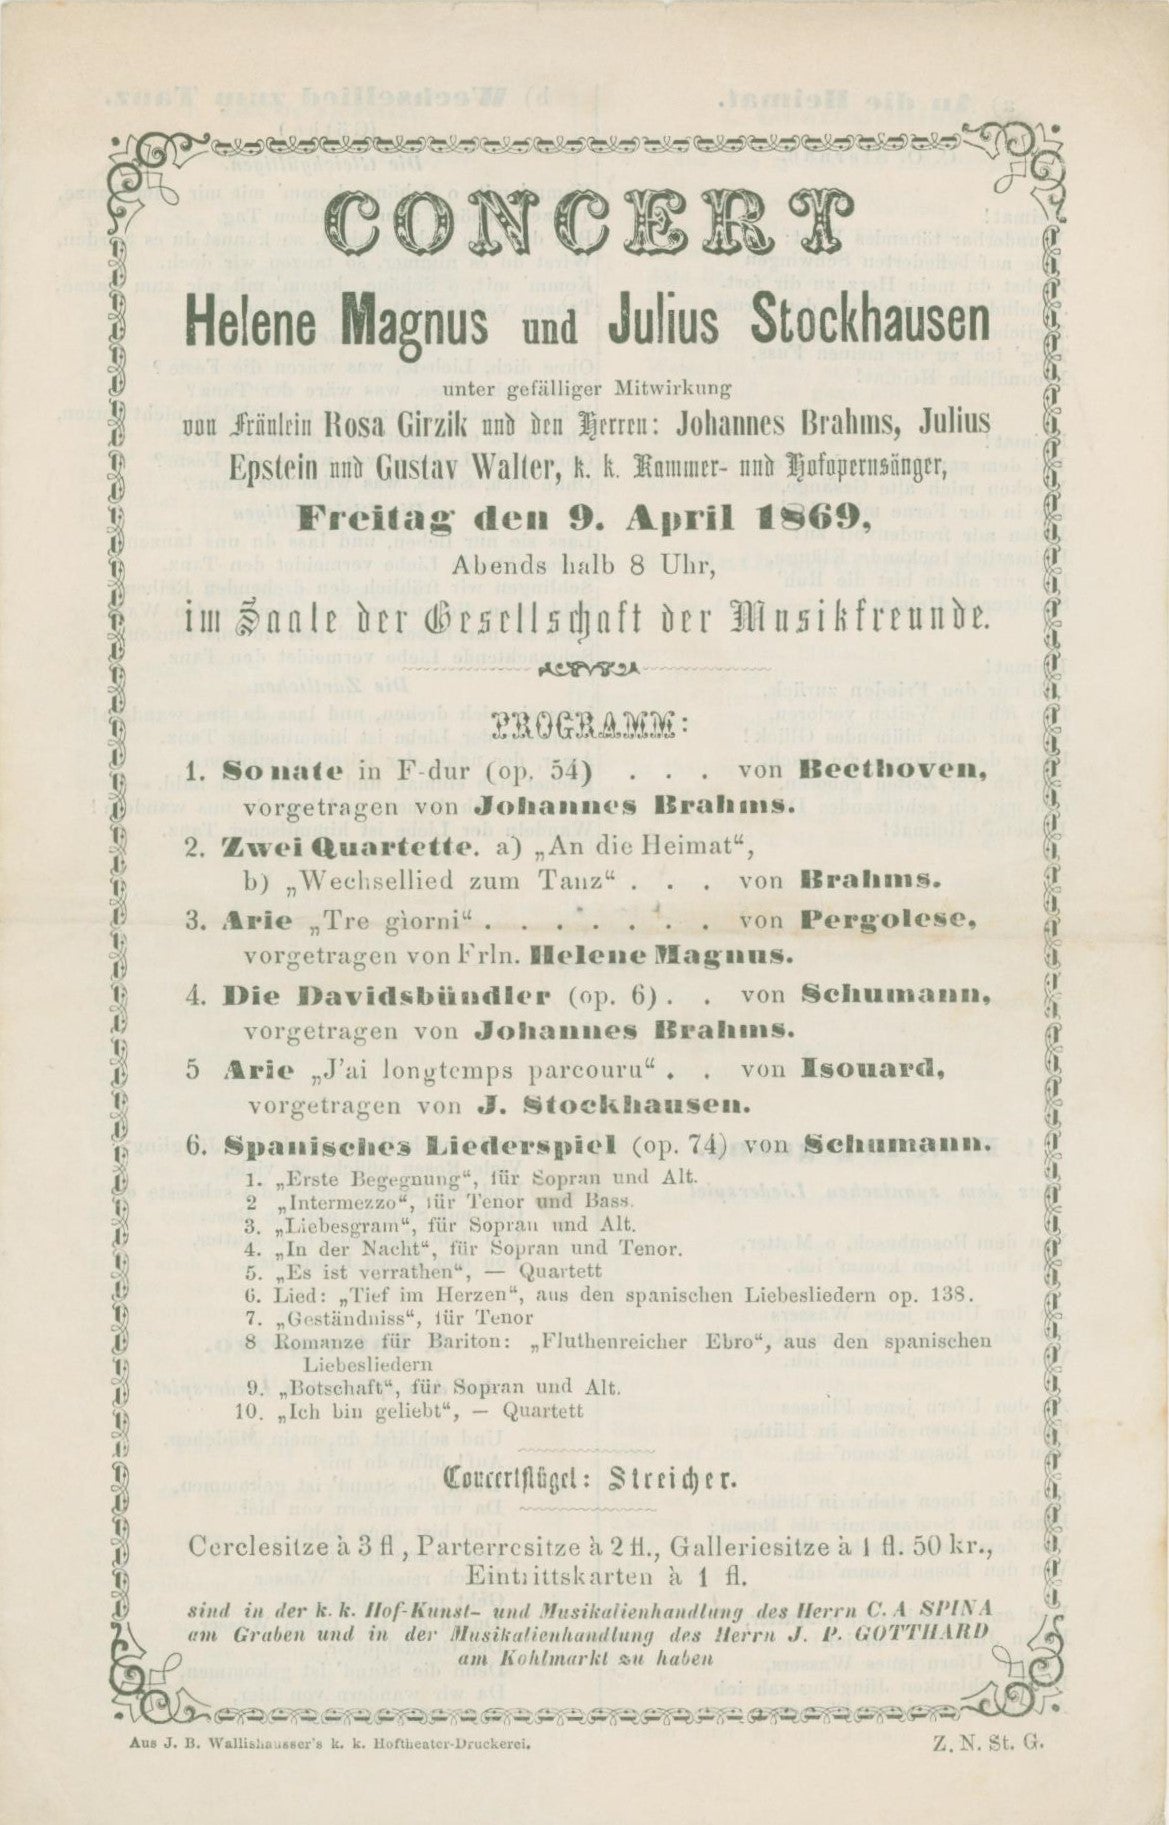 CONCERT
Helene Magnus und Julius Stockhausen
unter gefälliger Mitwirkung
von Fräulein Rosa Girzik und den Herren: Johannes Brahms, Julius
Epstein und Gustav Walter, k. k. Kammer- und Hofopernsänger,
Freitag den 9. April 1869,
Abends halb 8 Uhr,
im Saale der Gesellschaft der Musikfreunde.
PROGRAMM:
1. Sonate in F-dur (op. 54) . . . von Beethoven,
vorgetragen von Johannes Brahms.
2. Zwei Quartette. a) „An die Heimat“,
b) „Wechsellied zum Tanz“ . . . von Brahms.
3. Arie „Tre giorni“ . . . . . . . von Pergolese,
vorgetragen von Frln. Helene Magnus.
4. Die Davidsbündler (op. 6) . . von Schumann,
vorgetragen von Johannes Brahms.
5 Arie „J'ai longtemps parcouru“ . . von Isouard,
vorgetragen von J. Stockhausen.
6. Spanisches Liederspiel (op. 74) von Schumann.
1. „Erste Begegnung“, für Sopran und Alt.
2 „Intermezzo“, für Tenor und Bass.
3. „Liebesgram“, für Sopran und Alt.
4. „In der Nacht“, für Sopran und Tenor.
5. „Es ist verrathen“, — Quartett
6. Lied: „Tief im Herzen“, aus den spanischen Liebesliedern op. 138.
7. „Geständniss“, für Tenor
8 Romanze für Bariton: „Fluthenreicher Ebro“, aus den spanischen
Liebesliedern
9. „Botschaft“, für Sopran und Alt.
10. „Ich bin geliebt“, — Quartett
Concertflügel: Streicher.
Cerclesitze à 3 fl , Parterresitze à 2 fl., Galleriesitze à 1 fl. 50 kr.,
Eintrittskarten à 1 fl.
sind in der k. k. Hof-Kunst- und Musikalienhandlung des Herrn C. A SPINA
am Graben und in der Musikalienhandlung des Herrn J. P. GOTTHARD
am Kohlmarkt zu haben
Aus J. B. Wallishausser's k. k. Hoftheater-Druckerei.
Z. N. St. G.